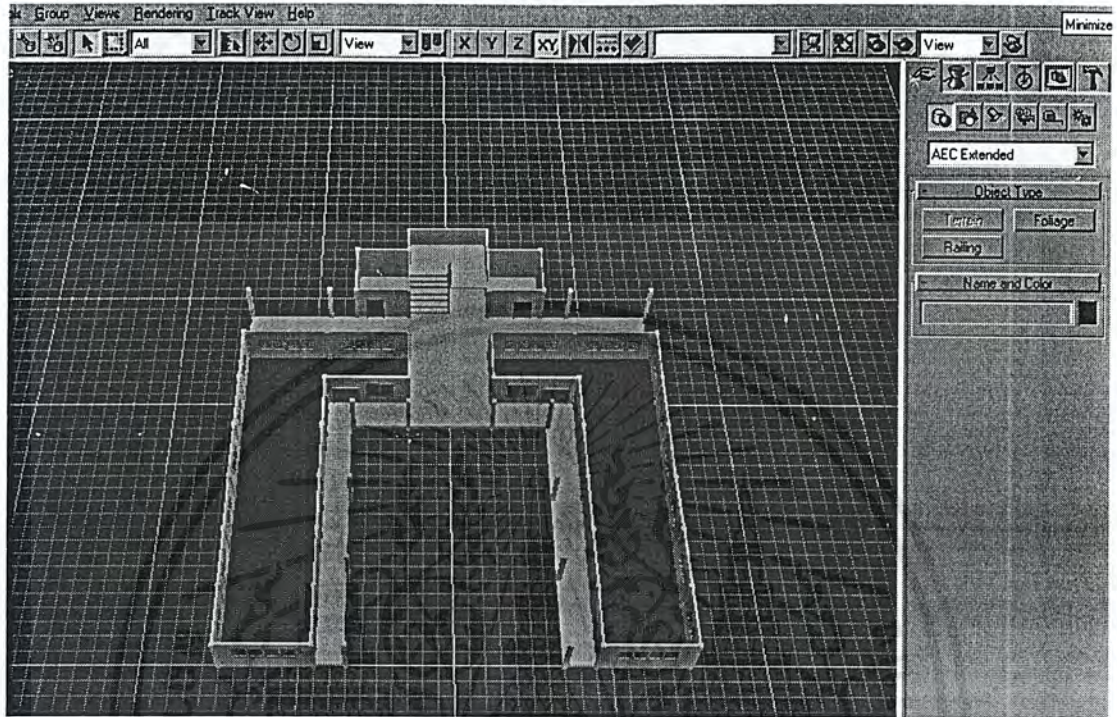 Group Views Rendering Track View Help
Minimize
All View X Y Z XY View
AEC Extended
Object Type
Terrain Foliage
Railing
Name and Color